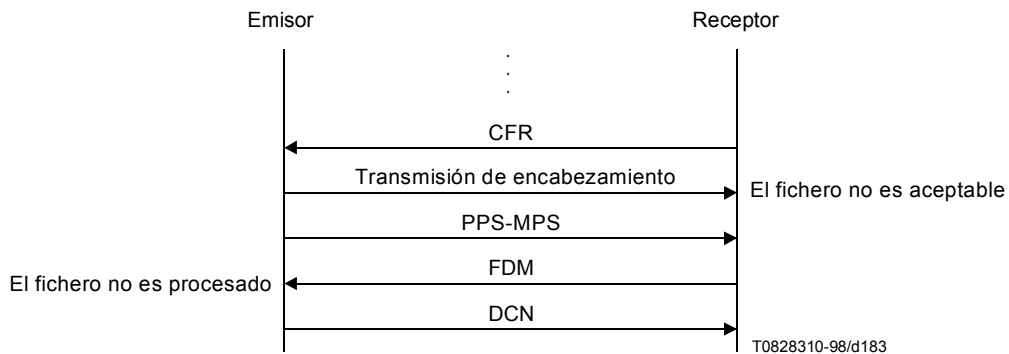 Emisor
Receptor
.
.
.
CFR
Transmisión de encabezamiento
El fichero no es aceptable
PPS-MPS
FDM
El fichero no es procesado
DCN
T0828310-98/d183